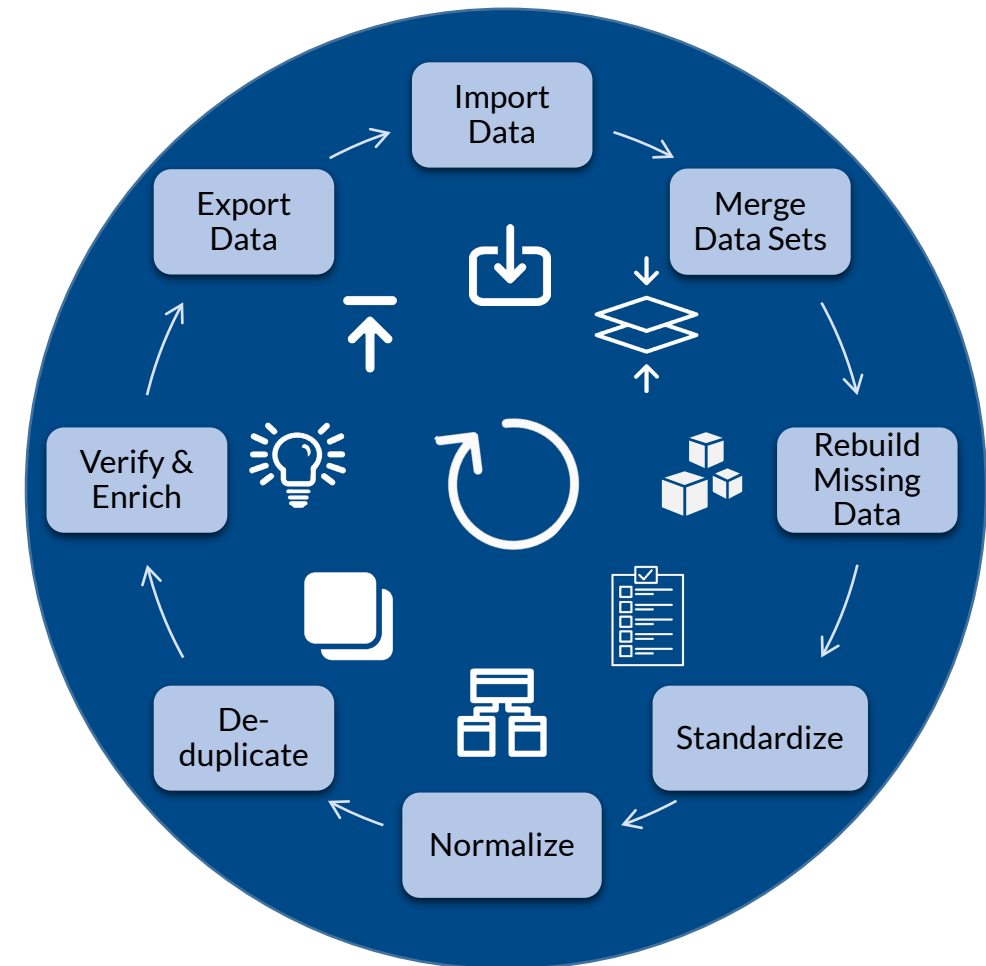 Import
Data
Merge
Data Sets
Rebuild
Missing
Data
Standardize
Normalize
De-
duplicate
Verify &
Enrich
Export
Data